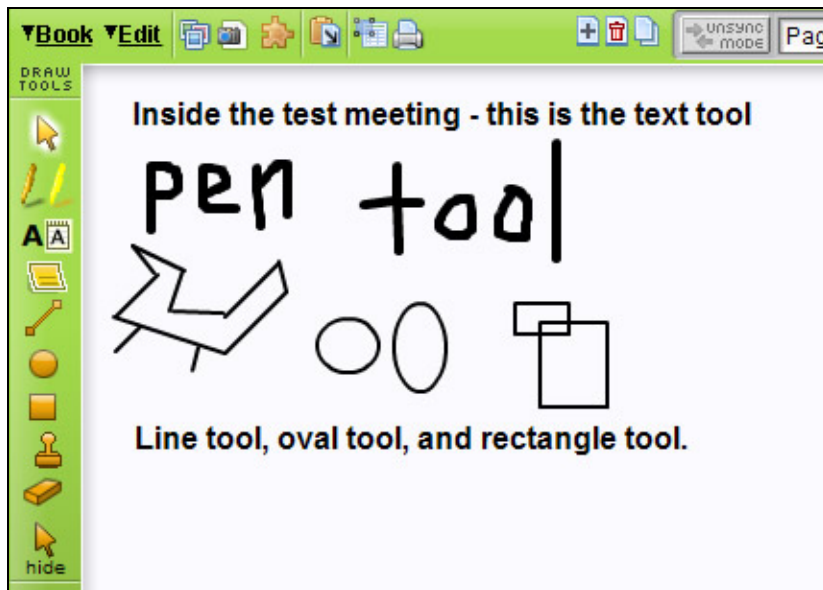 ▼Book ▼Edit
UNSYNC MODE
Pag
DRAW TOOLS
Inside the test meeting - this is the text tool
pen tool
A A
Line tool, oval tool, and rectangle tool.
hide